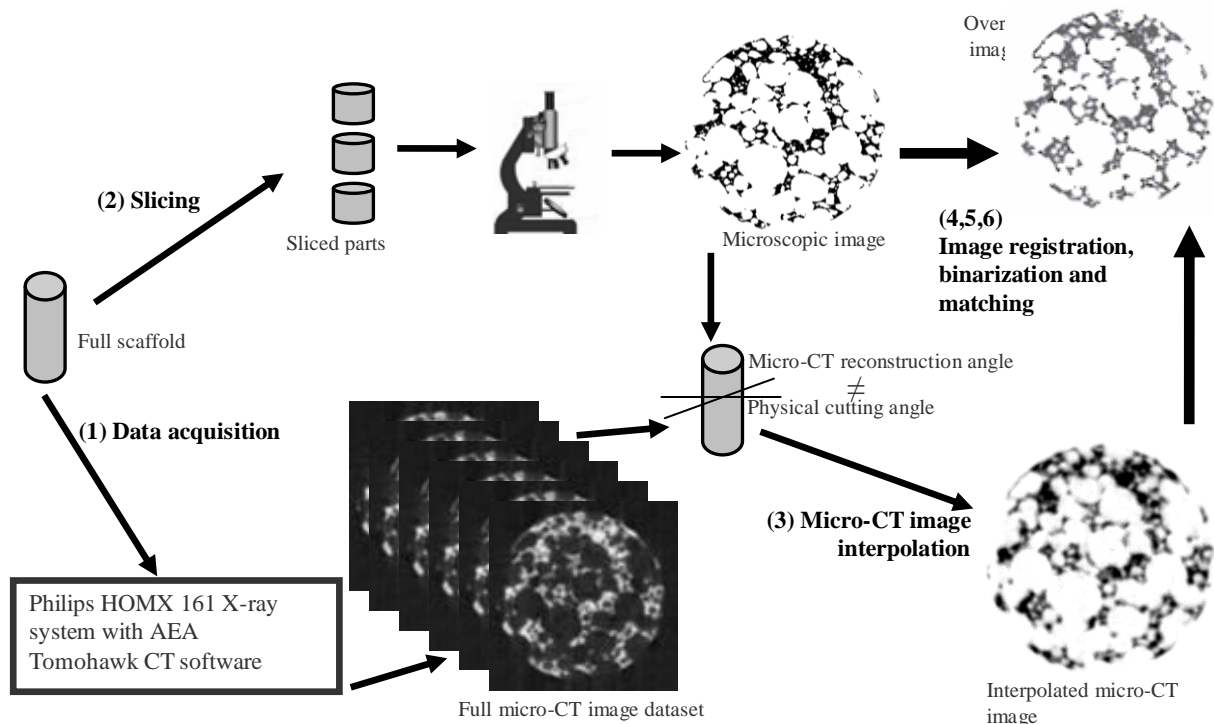 Over
(2) Slicing
Sliced parts
Microscopic image
(4,5,6)
Image registration,
binarization and
matching
Full scaffold
Micro-CT reconstruction angle
≠
Physical cutting angle
(1) Data acquisition
(3) Micro-CT image
interpolation
Philips HOMX 161 X-ray
system with AEA
Tomohawk CT software
Full micro-CT image dataset
Interpolated micro-CT
image